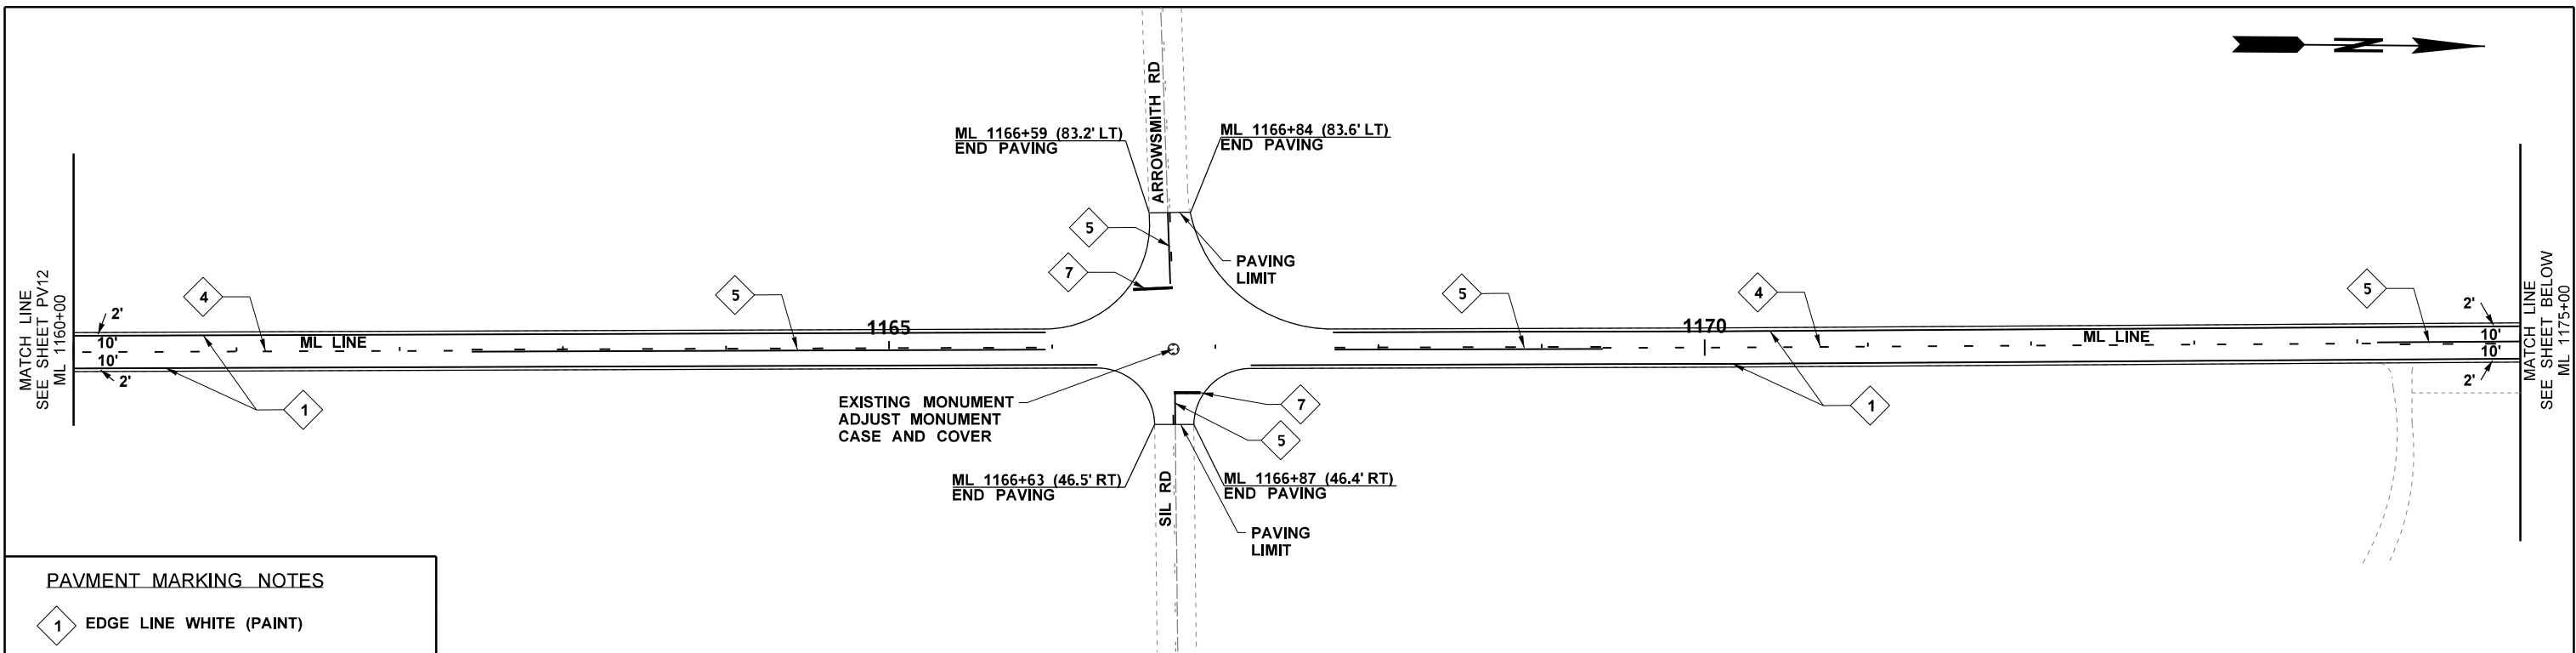 N
ARROWSMITH RD
ML 1166+59 (83.2' LT)
END PAVING
ML 1166+84 (83.6' LT)
END PAVING
5
7
PAVING
LIMIT
MATCH LINE
SEE SHEET PV12
ML 1160+00
4
5
5
4
5
2'
10'
10'
2'
ML LINE
1165
1170
ML LINE
2'
10'
10'
2'
MATCH LINE
SEE SHEET BELOW
ML 1175+00
1
EXISTING MONUMENT
ADJUST MONUMENT
CASE AND COVER
7
5
1
ML 1166+63 (46.5' RT)
END PAVING
ML 1166+87 (46.4' RT)
END PAVING
SIL RD
PAVING
LIMIT
PAVMENT MARKING NOTES
1 EDGE LINE WHITE (PAINT)